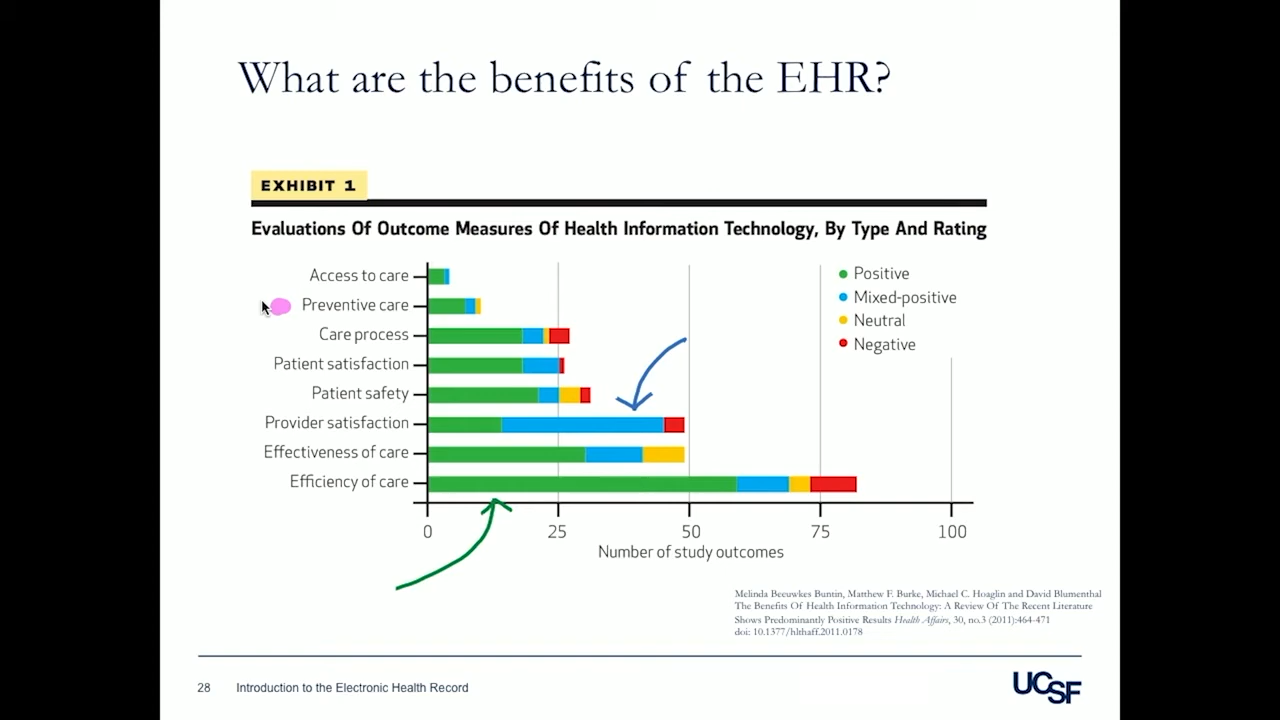 What are the benefits of the EHR?
EXHIBIT 1
Evaluations Of Outcome Measures Of Health Information Technology, By Type And Rating
Access to care
Preventive care
Care process
Patient satisfaction
Patient safety
Provider satisfaction
Effectiveness of care
Efficiency of care
Positive
Mixed-positive
Neutral
Negative
0 25 50 75 100
Number of study outcomes
Melinda Beeuwkes Buntin, Matthew F. Burke, Michael C. Hoaglin and David Blumenthal
The Benefits Of Health Information Technology: A Review Of The Recent Literature
Shows Predominantly Positive Results Health Affairs, 30, no.3 (2011):464-471
doi: 10.1377/hlthaff.2011.0178
28 Introduction to the Electronic Health Record
UCSF